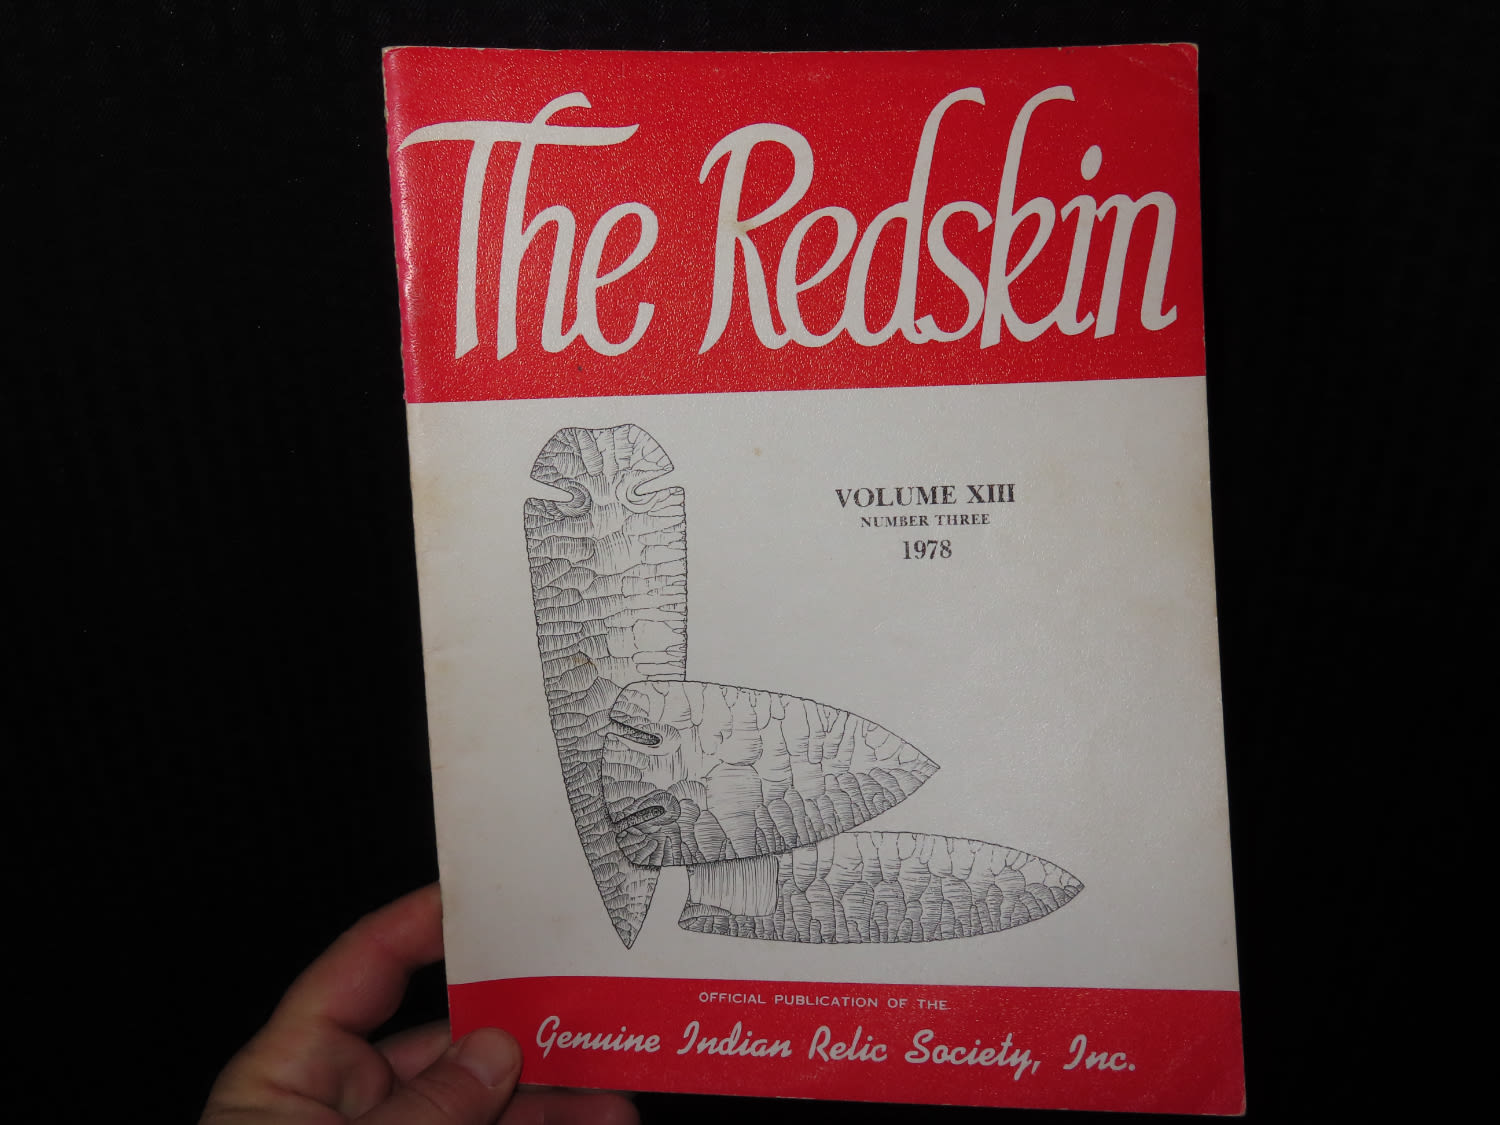 The Redskin
VOLUME XIII
NUMBER THREE
1978
OFFICIAL PUBLICATION OF THE
Genuine Indian Relic Society, Inc.